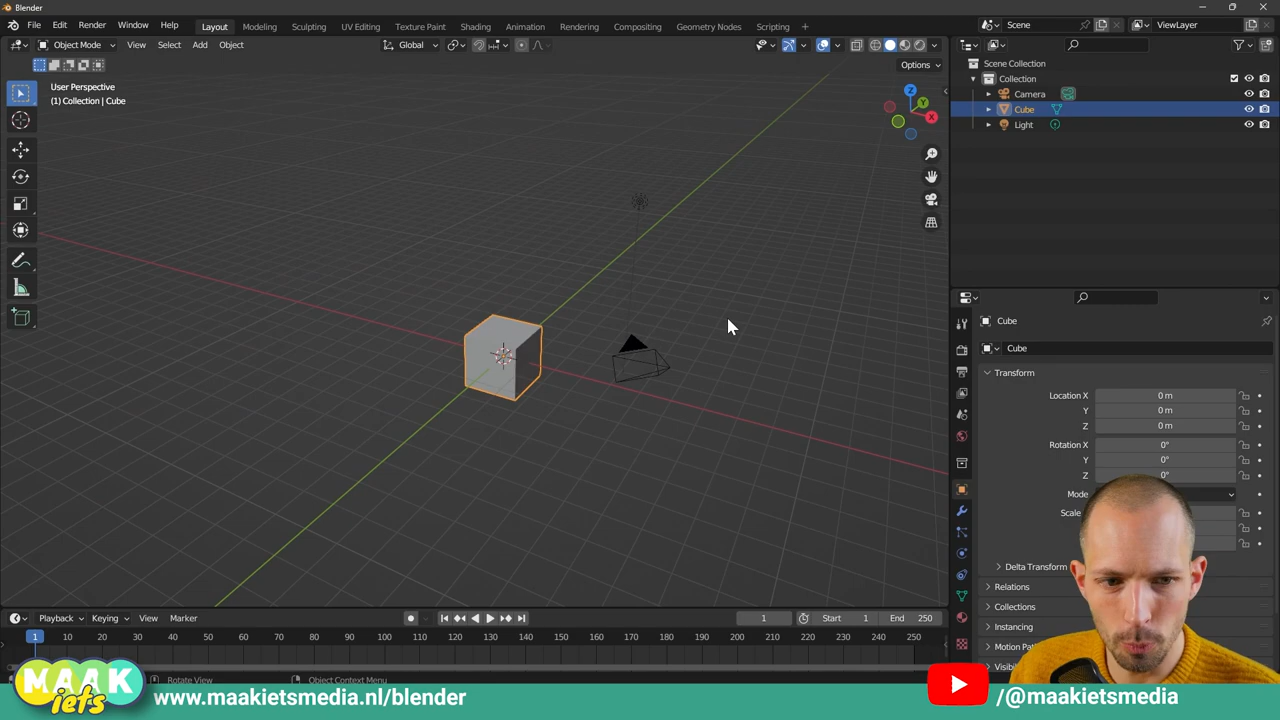 Blender
File Edit Render Window Help Layout Modeling Sculpting UV Editing Texture Paint Shading Animation Rendering Compositing Geometry Nodes Scripting + Scene ViewLayer
Object Mode View Select Add Object Global
Options
User Perspective
(1) Collection | Cube
Z
Y
X
Scene Collection
Collection
Camera
Cube
Light
Cube
Cube
Transform
Location X 0 m
Y 0 m
Z 0 m
Rotation X 0°
Y 0°
Z 0°
Mode
Scale
Delta Transform
Relations
Collections
Instancing
Motion Pat
Visibi
Playback Keying View Marker 1 Start 1 End 250
1 10 20 30 40 50 60 70 80 90 100 110 120 130 140 150 160 170 180 190 200 210 220 230 240 250
Rotate View Object Context Menu
MAAK
iets
www.maakietsmedia.nl/blender
/@maakietsmedia